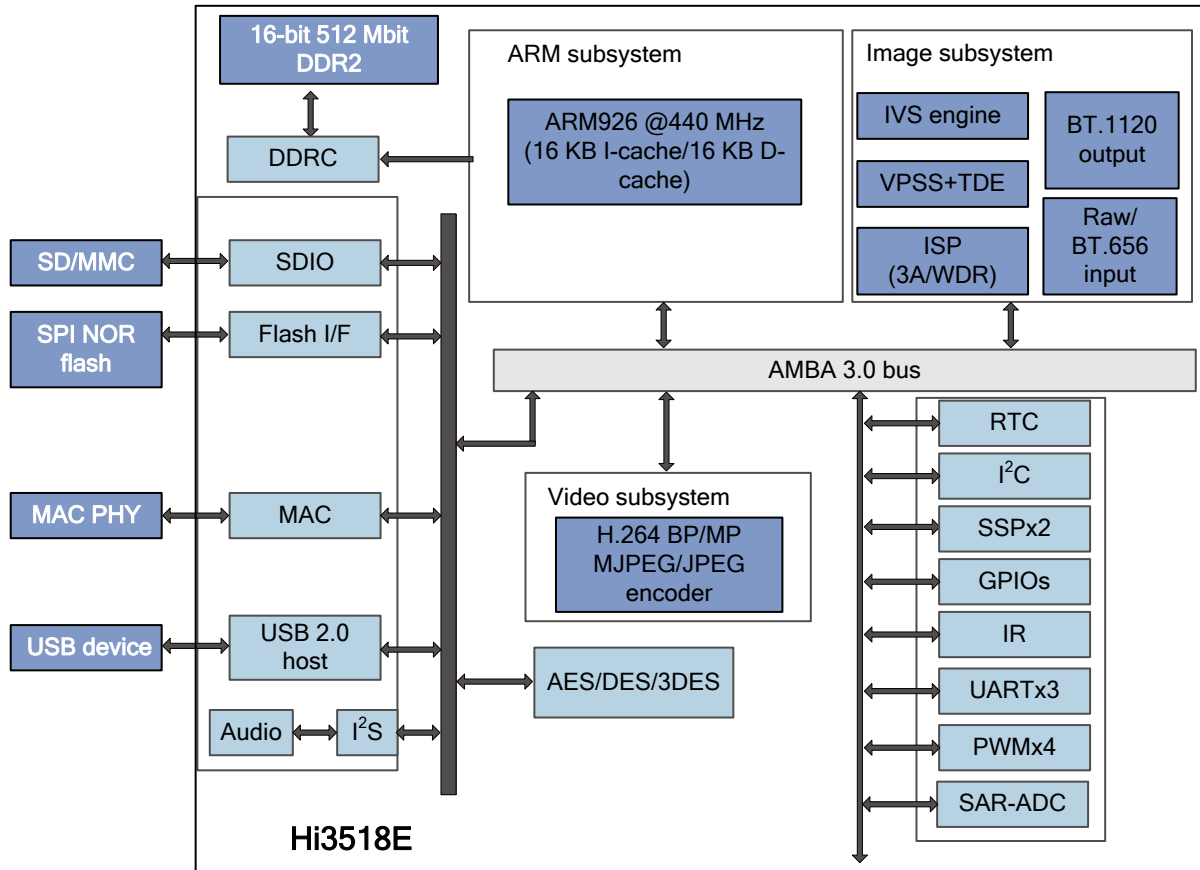 16-bit 512 Mbit
DDR2
DDRC
ARM subsystem
ARM926 @440 MHz
(16 KB I-cache/16 KB D-
cache)
Image subsystem
IVS engine
VPSS+TDE
ISP
(3A/WDR)
BT.1120
output
Raw/
BT.656
input
SD/MMC
SDIO
SPI NOR
flash
Flash I/F
MAC PHY
MAC
USB device
USB 2.0
host
Audio
I²S
AMBA 3.0 bus
Video subsystem
H.264 BP/MP
MJPEG/JPEG
encoder
AES/DES/3DES
RTC
I²C
SSPx2
GPIOs
IR
UARTx3
PWMx4
SAR-ADC
Hi3518E